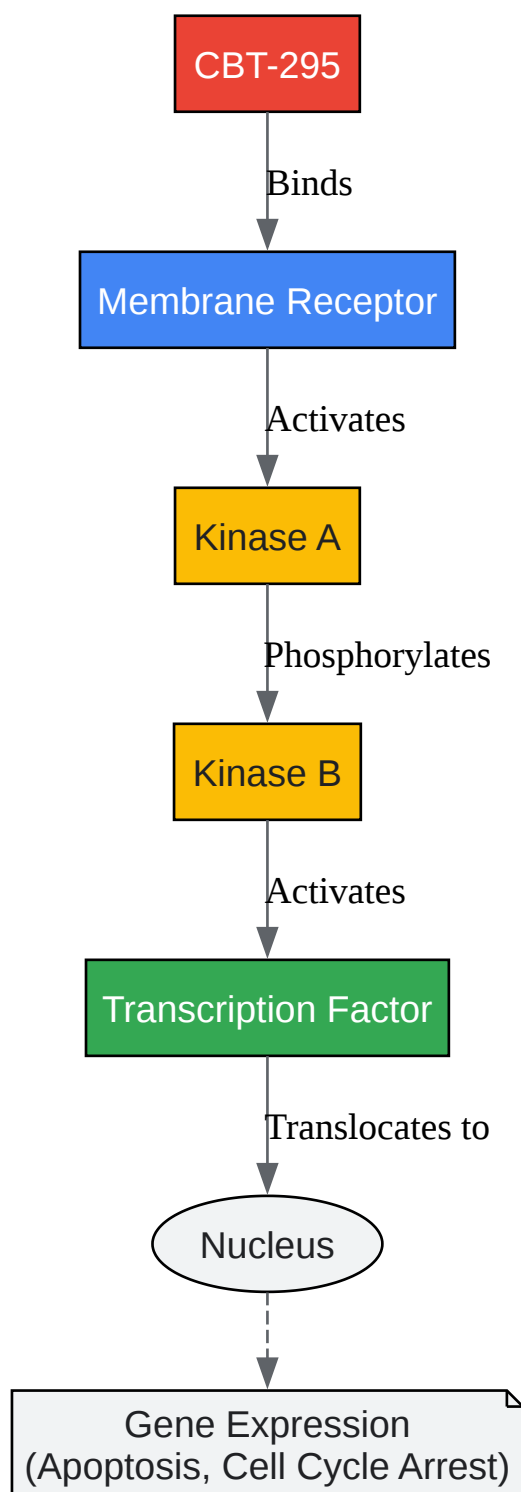 CBT-295
Binds
Membrane Receptor
Activates
Kinase A
Phosphorylates
Kinase B
Activates
Transcription Factor
Translocates to
Nucleus
Gene Expression
(Apoptosis, Cell Cycle Arrest)